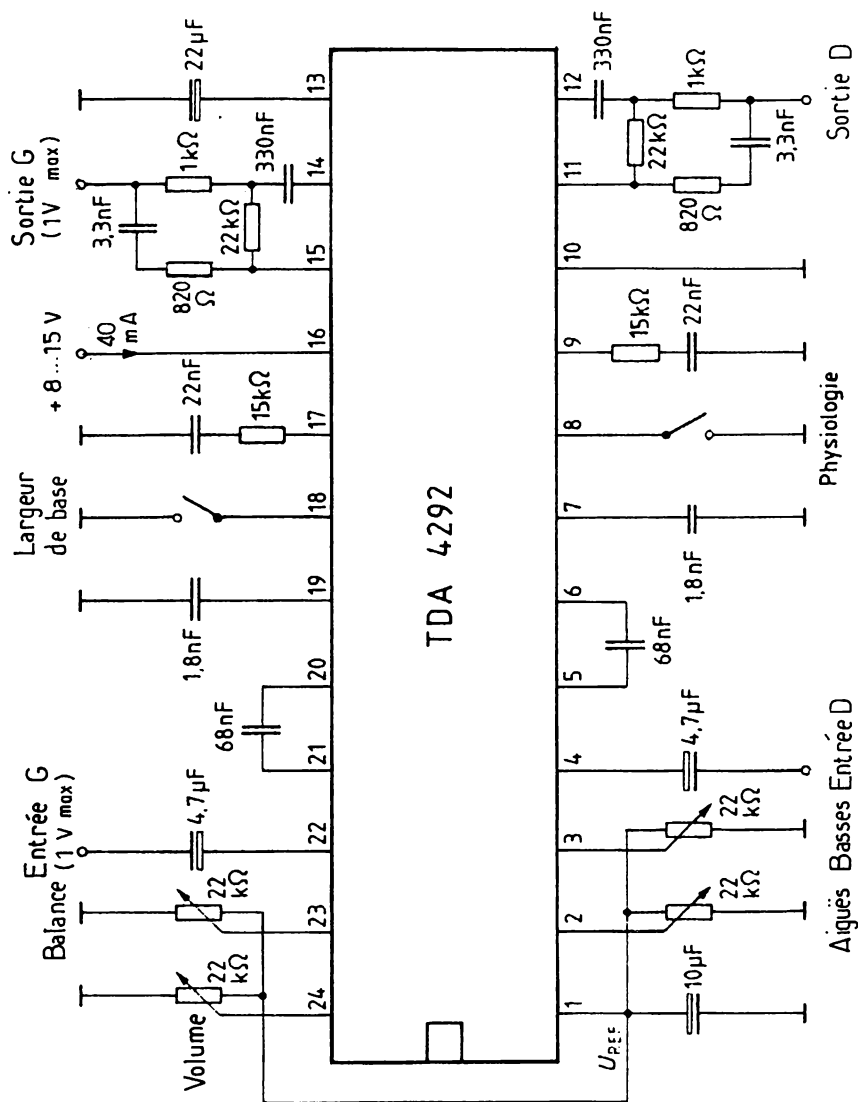 Entrée G
Balance (1 V max)
Volume
Largeur
de base
+ 8 ... 15 V
40
mA
Sortie G
(1V max)
22
kΩ
22
kΩ
4,7µF
68nF
1,8nF
22nF
15kΩ
820
Ω
3,3nF
22kΩ
1kΩ
330nF
22µF
24
23
22
21
20
19
18
17
16
15
14
13
TDA 4292
1
2
3
4
5
6
7
8
9
10
11
12
U REF
10µF
22
kΩ
22
kΩ
4,7µF
68nF
1,8nF
15kΩ
22nF
820
Ω
22kΩ
3,3nF
1kΩ
330nF
Aiguës Basses Entrée D
Physiologie
Sortie D